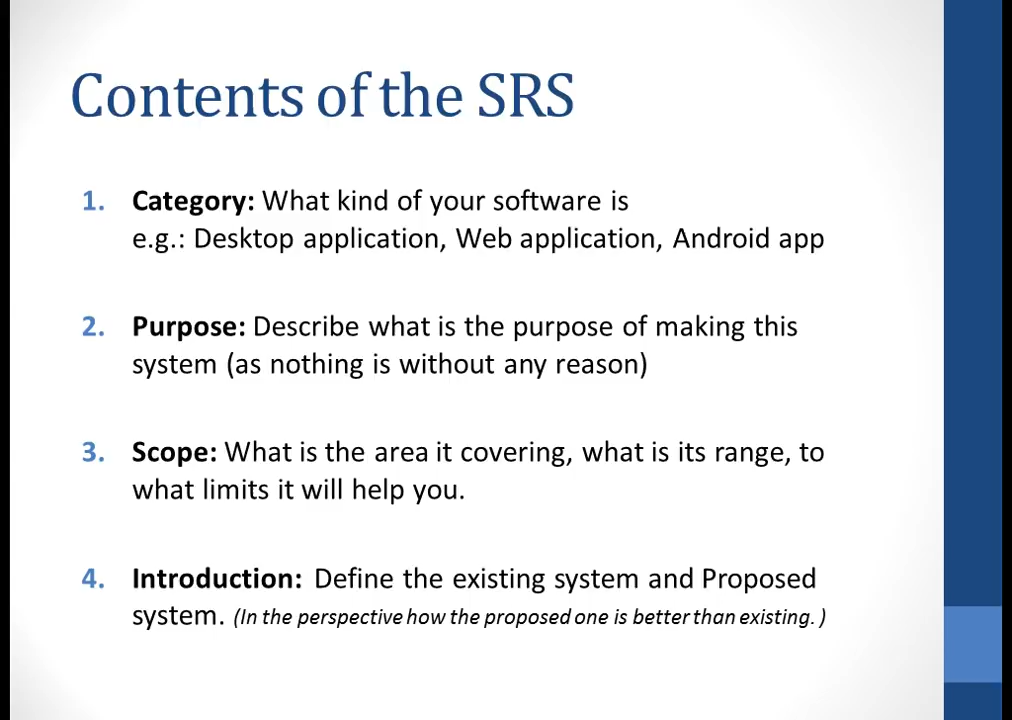 Contents of the SRS
1. Category: What kind of your software is
e.g.: Desktop application, Web application, Android app
2. Purpose: Describe what is the purpose of making this
system (as nothing is without any reason)
3. Scope: What is the area it covering, what is its range, to
what limits it will help you.
4. Introduction: Define the existing system and Proposed
system. (In the perspective how the proposed one is better than existing. )